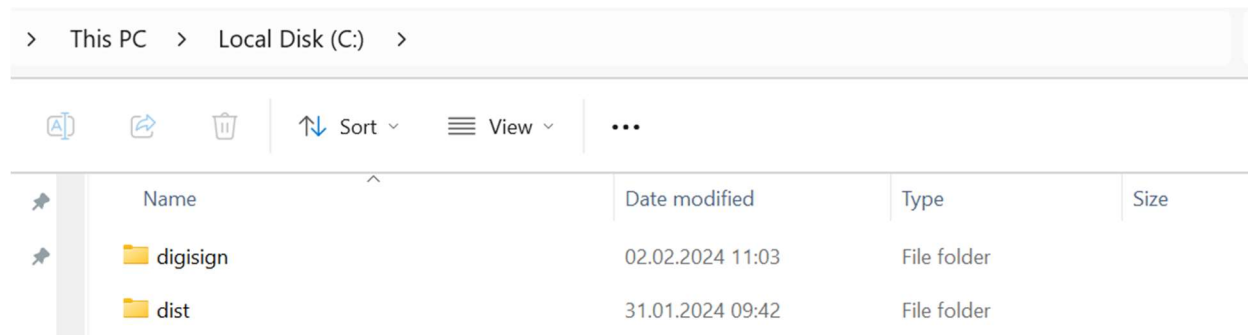 > This PC > Local Disk (C:) >
Sort View ...
Name Date modified Type Size
digisign 02.02.2024 11:03 File folder
dist 31.01.2024 09:42 File folder